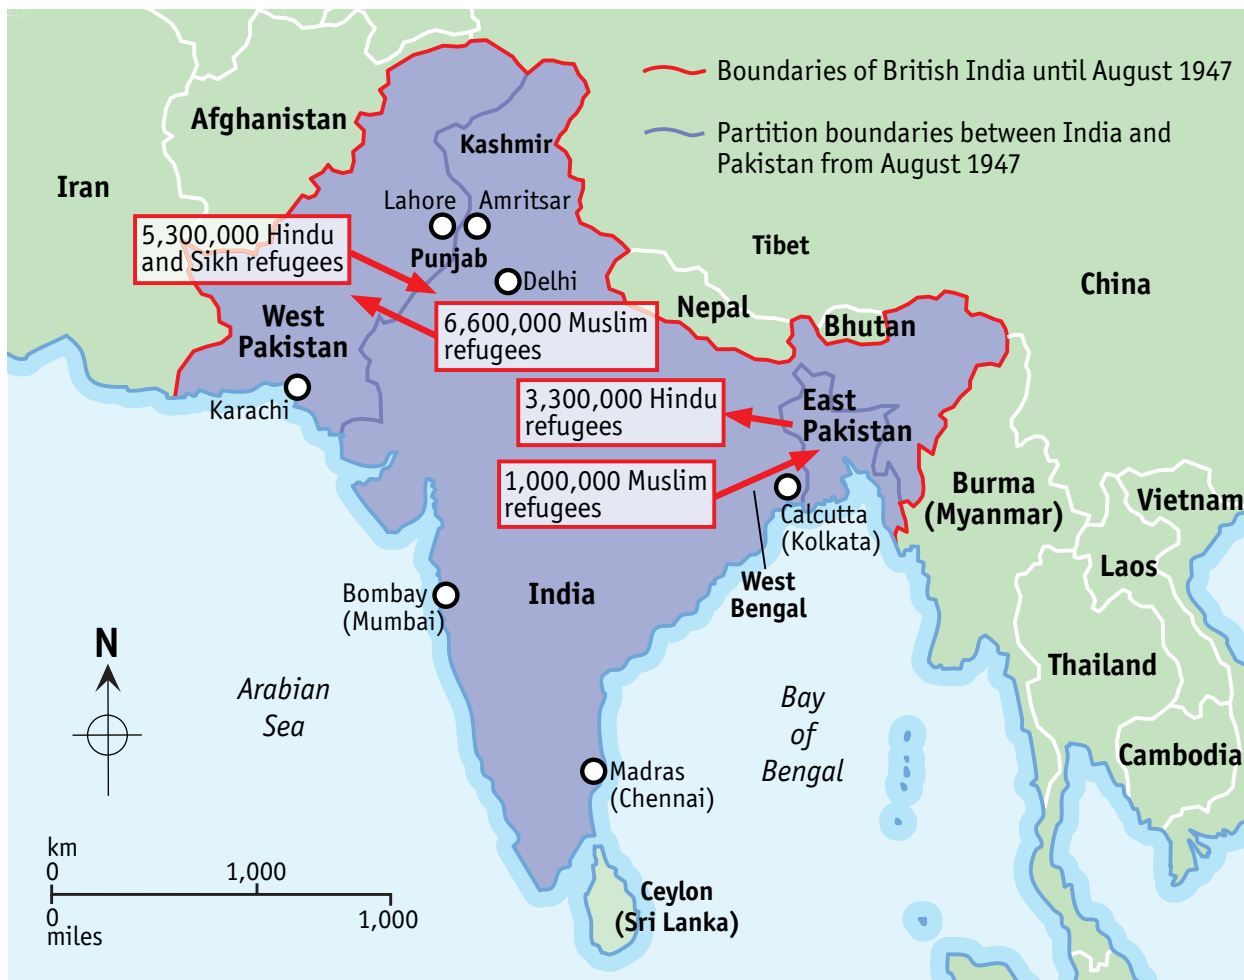 Boundaries of British India until August 1947
Partition boundaries between India and
Pakistan from August 1947
Afghanistan
Kashmir
Iran
Lahore
Amritsar
5,300,000 Hindu
and Sikh refugees
Punjab
Tibet
Delhi
China
Nepal
Bhutan
West
Pakistan
6,600,000 Muslim
refugees
Karachi
3,300,000 Hindu
refugees
East
Pakistan
1,000,000 Muslim
refugees
Burma
(Myanmar)
Vietnam
Calcutta
(Kolkata)
Laos
West
Bengal
Bombay
(Mumbai)
India
N
Thailand
Arabian
Sea
Bay
of
Bengal
Cambodia
Madras
(Chennai)
km
0
1,000
0
1,000
miles
Ceylon
(Sri Lanka)